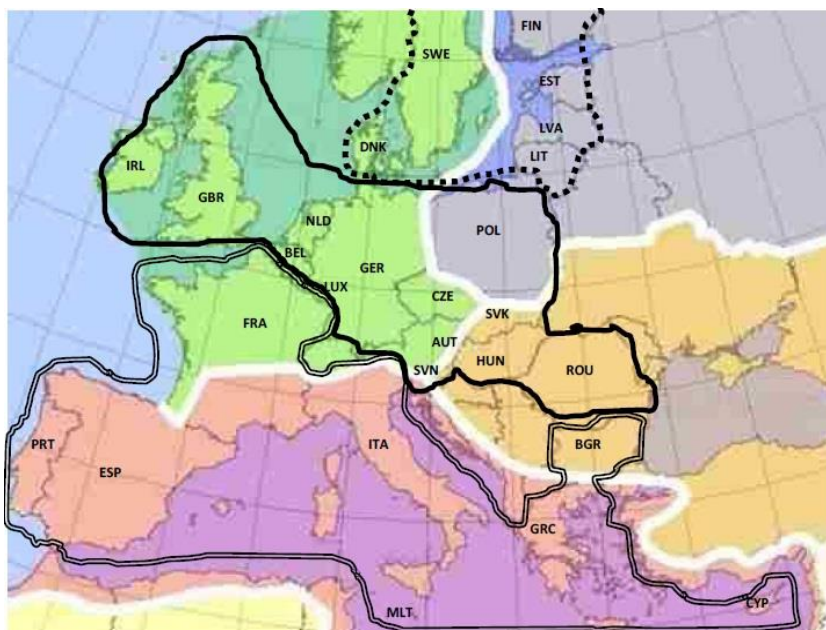 FIN
SWE
EST
LVA
DNK
LIT
IRL
GBR
NLD
POL
BEL
GER
LUX
CZE
SVK
FRA
AUT
HUN
SVN
ROU
PRT
ITA
BGR
ESP
GRC
CYP
MLT